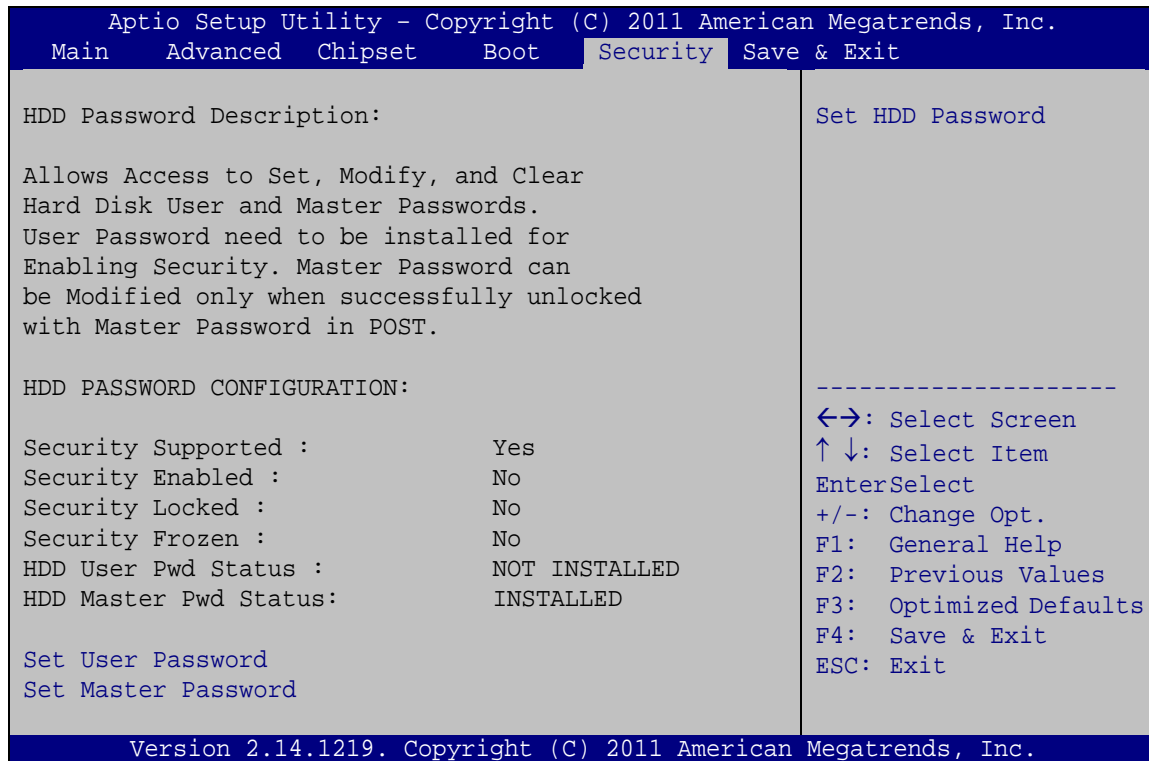 Aptio Setup Utility – Copyright (C) 2011 American Megatrends, Inc.
Main Advanced Chipset Boot Security Save & Exit
HDD Password Description:
Allows Access to Set, Modify, and Clear
Hard Disk User and Master Passwords.
User Password need to be installed for
Enabling Security. Master Password can
be Modified only when successfully unlocked
with Master Password in POST.
HDD PASSWORD CONFIGURATION:
Security Supported : Yes
Security Enabled : No
Security Locked : No
Security Frozen : No
HDD User Pwd Status : NOT INSTALLED
HDD Master Pwd Status: INSTALLED
Set User Password
Set Master Password
Set HDD Password
---------------------
←→: Select Screen
↑ ↓: Select Item
EnterSelect
+/-: Change Opt.
F1: General Help
F2: Previous Values
F3: Optimized Defaults
F4: Save & Exit
ESC: Exit
Version 2.14.1219. Copyright (C) 2011 American Megatrends, Inc.